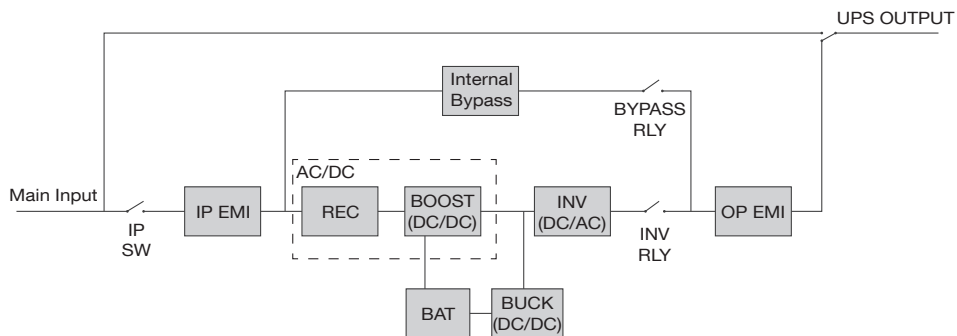 UPS OUTPUT
Internal
Bypass
BYPASS
RLY
Main Input
IP
SW
IP EMI
AC/DC
REC
BOOST
(DC/DC)
INV
(DC/AC)
INV
RLY
OP EMI
BAT
BUCK
(DC/DC)